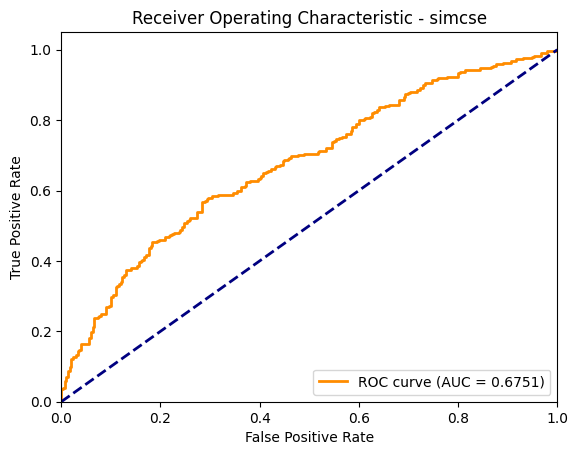 Receiver Operating Characteristic - simcse
True Positive Rate
1.0
0.8
0.6
0.4
0.2
0.0
0.0 0.2 0.4 0.6 0.8 1.0
False Positive Rate
ROC curve (AUC = 0.6751)